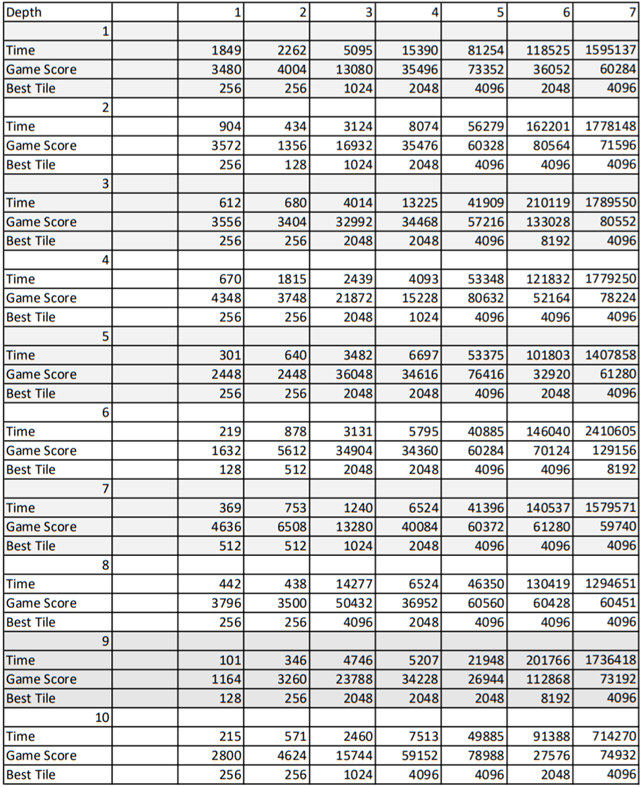 Depth 1 2 3 4 5 6 7
1
Time 1849 2262 5095 15390 81254 118525 1595137
Game Score 3480 4004 13080 35496 73352 36052 60284
Best Tile 256 256 1024 2048 4096 2048 4096
2
Time 904 434 3124 8074 56279 162201 1778148
Game Score 3572 1356 16932 35476 60328 80564 71596
Best Tile 256 128 1024 2048 4096 4096 4096
3
Time 612 680 4014 13225 41909 210119 1789550
Game Score 3556 3404 32992 34468 57216 133028 80552
Best Tile 256 256 2048 2048 4096 8192 4096
4
Time 670 1815 2439 4093 53348 121832 1779250
Game Score 4348 3748 21872 15228 80632 52164 78224
Best Tile 256 256 2048 1024 4096 4096 4096
5
Time 301 640 3482 6697 53375 101803 1407858
Game Score 2448 2448 36048 34616 76416 32920 61280
Best Tile 256 256 2048 2048 4096 2048 4096
6
Time 219 878 3131 5795 40885 146040 2410605
Game Score 1632 5612 34904 34360 60284 70124 129156
Best Tile 128 512 2048 2048 4096 4096 8192
7
Time 369 753 1240 6524 41396 140537 1579571
Game Score 4636 6508 13280 40084 60372 61280 59740
Best Tile 512 512 1024 2048 4096 4096 4096
8
Time 442 438 14277 6524 46350 130419 1294651
Game Score 3796 3500 50432 36952 60560 60428 60451
Best Tile 256 256 4096 2048 4096 4096 4096
9
Time 101 346 4746 5207 21948 201766 1736418
Game Score 1164 3260 23788 34228 26944 112868 73192
Best Tile 128 256 2048 2048 2048 8192 4096
10
Time 215 571 2460 7513 49885 91388 714270
Game Score 2800 4624 15744 59152 78988 27576 74932
Best Tile 256 256 1024 4096 4096 2048 4096